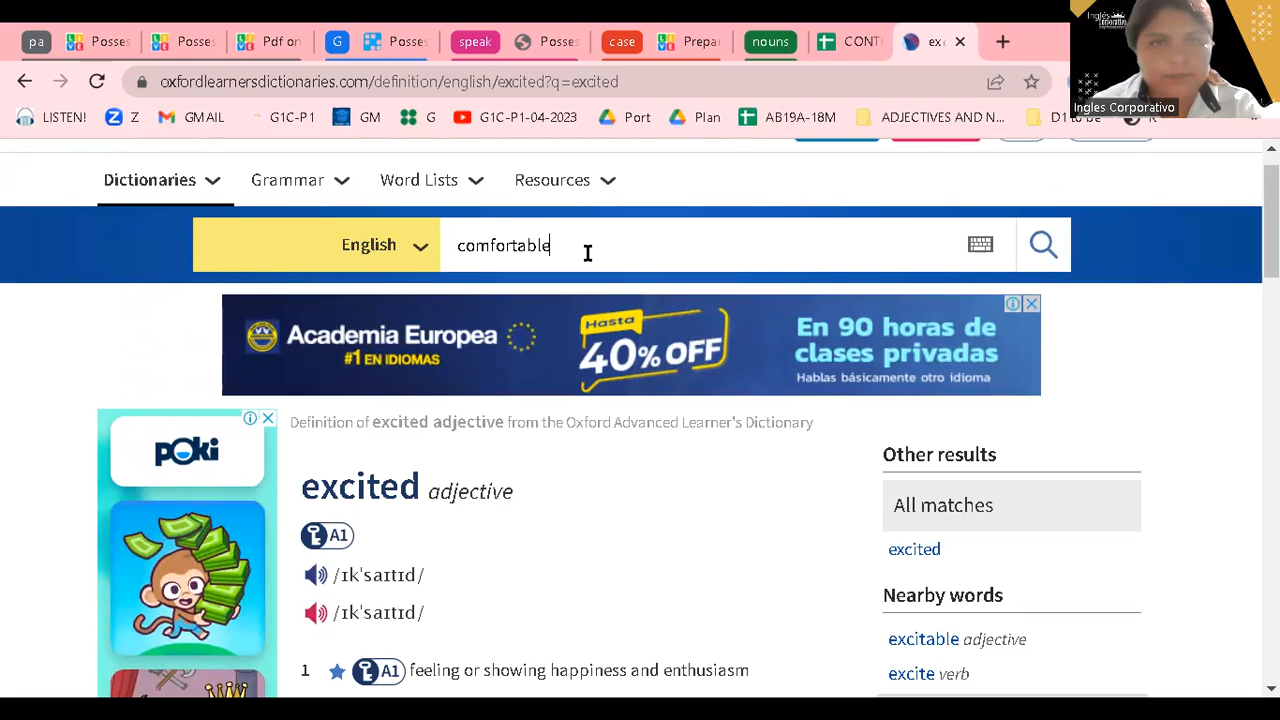 pa Posses Posses Pdf on G Posses speak Posses case Prepar nouns CONTI exc
oxfordlearnersdictionaries.com/definition/english/excited?q=excited
Inglés Corporativo
Ingles Corporativo
LISTEN! Z GMAIL G1C-P1 GM G G1C-P1-04-2023 Port Plan AB19A-18M ADJECTIVES AND N...
Dictionaries Grammar Word Lists Resources
English comfortable
Academia Europea
#1 EN IDIOMAS
Hasta
40% OFF
En 90 horas de
clases privadas
Hablas básicamente otro idioma
POKI
Definition of excited adjective from the Oxford Advanced Learner's Dictionary
excited adjective
A1
/ɪkˈsaɪtɪd/
/ɪkˈsaɪtɪd/
1 A1 feeling or showing happiness and enthusiasm
Other results
All matches
excited
Nearby words
excitable adjective
excite verb